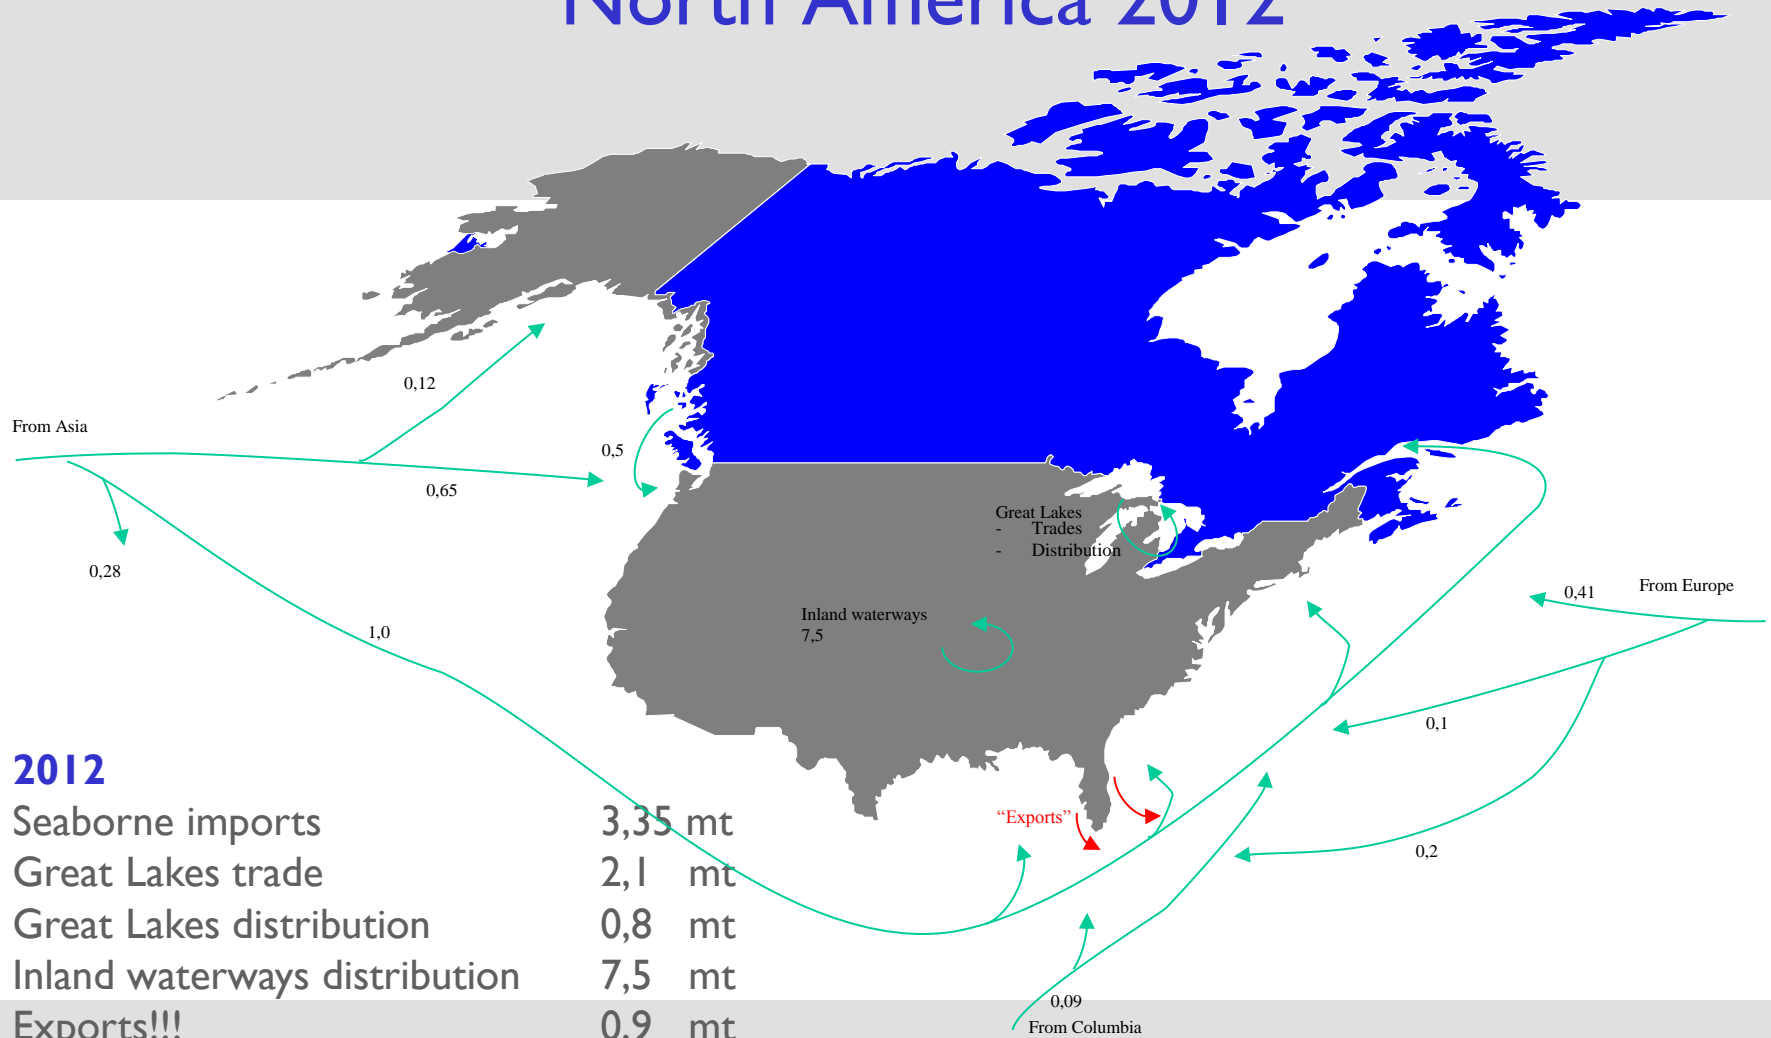 North America 2012
0,12
From Asia
0,5
0,65
Great Lakes
- Trades
- Distribution
0,28
0,41
From Europe
Inland waterways
7,5
1,0
0,1
2012
Seaborne imports 3,35 mt
"Exports"
Great Lakes trade 2,1 mt
0,2
Great Lakes distribution 0,8 mt
Inland waterways distribution 7,5 mt
0,09
Exports!!! 0,9 mt
From Columbia